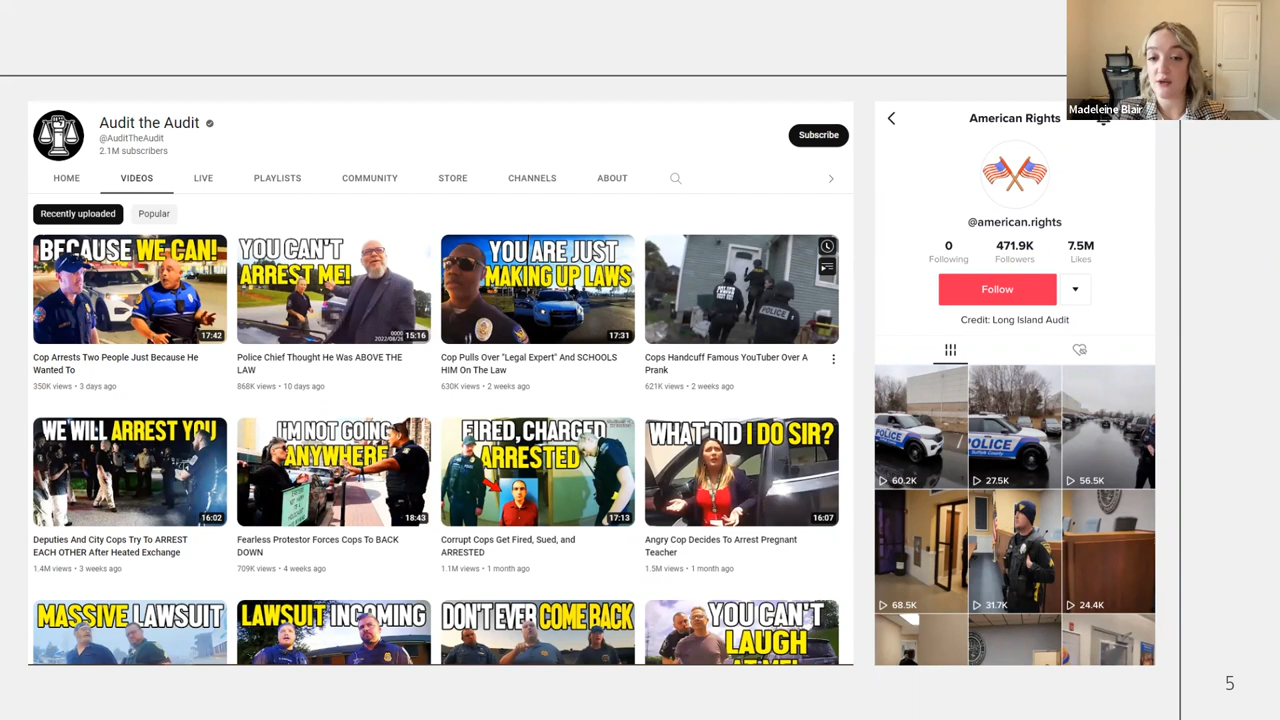 Audit the Audit
@AuditTheAudit
2.1M subscribers
Subscribe
HOME
VIDEOS
LIVE
PLAYLISTS
COMMUNITY
STORE
CHANNELS
ABOUT
Recently uploaded
Popular
BECAUSE WE CAN!
17:42
Cop Arrests Two People Just Because He
Wanted To
350K views • 3 days ago
YOU CAN'T
ARREST ME!
2022/08/26
15:16
Police Chief Thought He Was ABOVE THE
LAW
868K views • 10 days ago
YOU ARE JUST
MAKING UP LAWS
17:31
Cop Pulls Over "Legal Expert" And SCHOOLS
HIM On The Law
630K views • 2 weeks ago
POLICE
POLICE
Cops Handcuff Famous YouTuber Over A
Prank
621K views • 2 weeks ago
WE WILL ARREST YOU
16:02
Deputies And City Cops Try To ARREST
EACH OTHER After Heated Exchange
1.4M views • 3 weeks ago
I'M NOT GOING
ANYWHERE
18:43
Fearless Protestor Forces Cops To BACK
DOWN
709K views • 4 weeks ago
FIRED, CHARGED
ARRESTED
17:13
Corrupt Cops Get Fired, Sued, and
ARRESTED
1.1M views • 1 month ago
WHAT DID I DO SIR?
16:07
Angry Cop Decides To Arrest Pregnant
Teacher
1.5M views • 1 month ago
MASSIVE LAWSUIT
LAWSUIT INCOMING
DON'T EVER COME BACK
YOU CAN'T
LAUGH
AT ME!
Madeleine Blair
American Rights
@american.rights
0
Following
471.9K
Followers
7.5M
Likes
Follow
Credit: Long Island Audit
POLICE
60.2K
POLICE
Suffolk County
27.5K
56.5K
68.5K
31.7K
24.4K
5